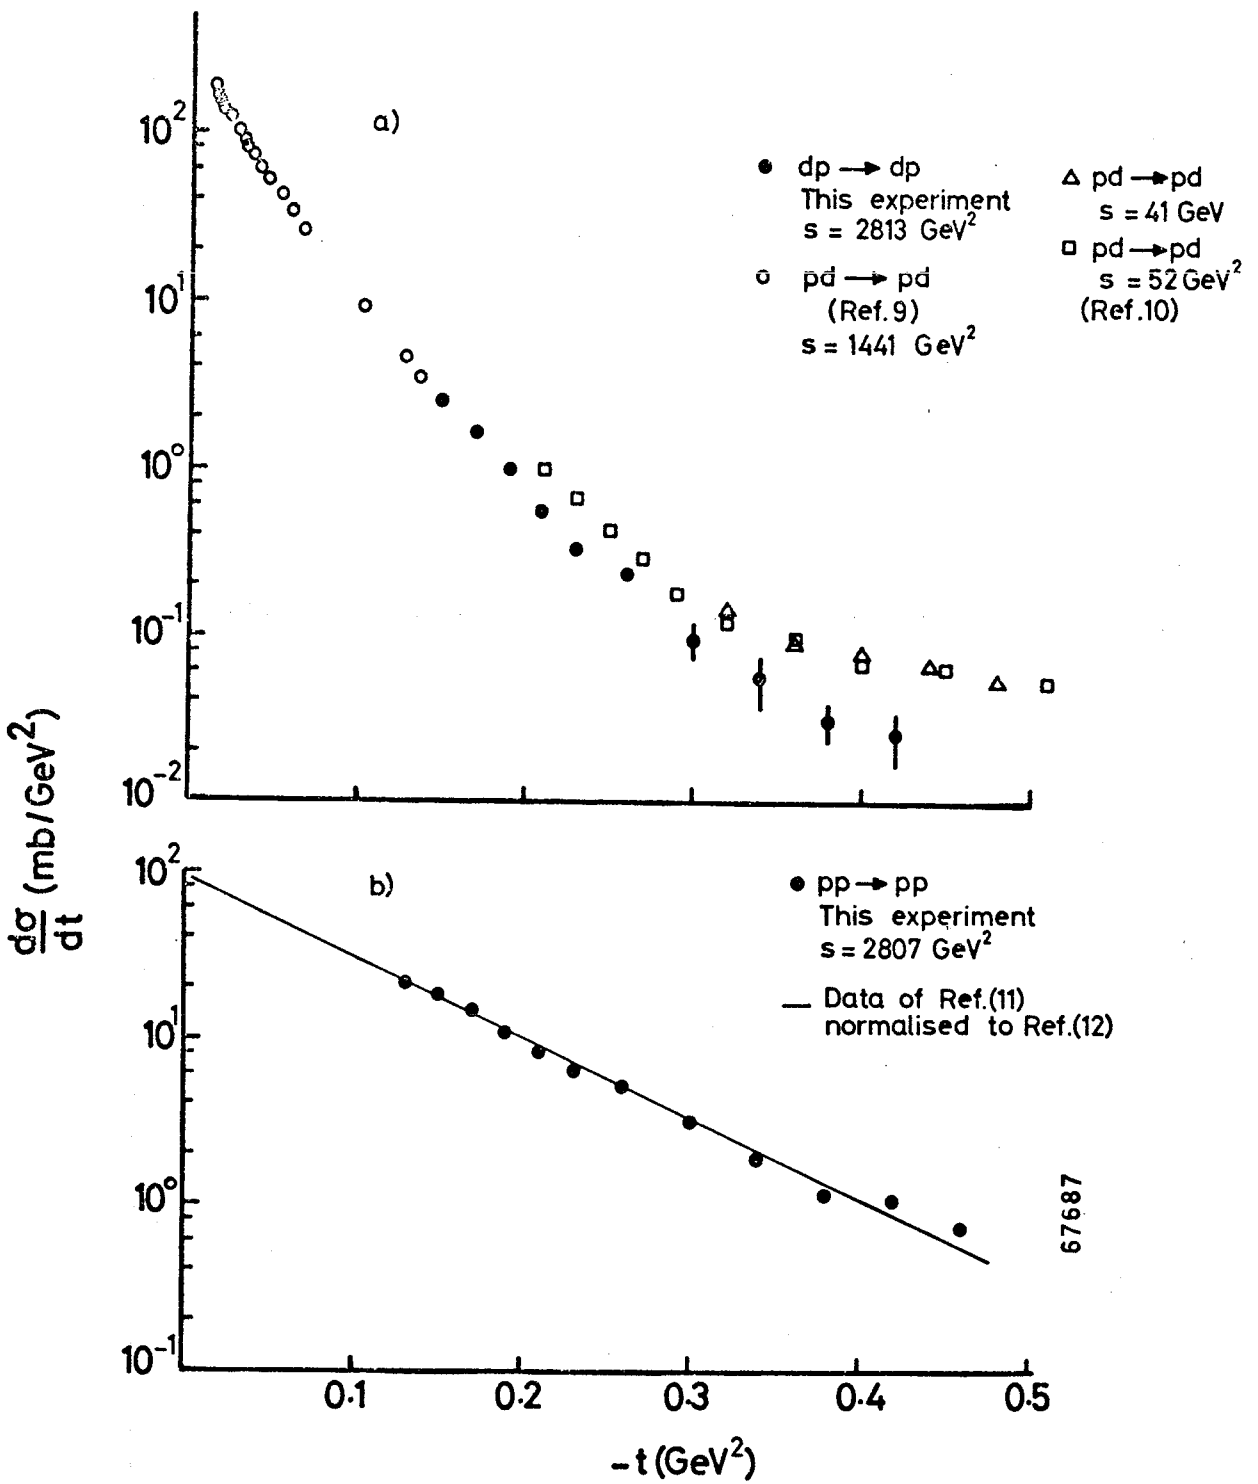 a)
10²
10¹
10⁰
10⁻¹
10⁻²
● dp → dp
This experiment
s = 2813 GeV²
○ pd → pd
(Ref. 9)
s = 1441 GeV²
△ pd → pd
s = 41 GeV
□ pd → pd
s = 52 GeV²
(Ref. 10)
dσ/dt (mb/GeV²)
b)
10²
10¹
10⁰
10⁻¹
● pp → pp
This experiment
s = 2807 GeV²
— Data of Ref.(11)
normalised to Ref.(12)
67687
0.1 0.2 0.3 0.4 0.5
-t (GeV²)